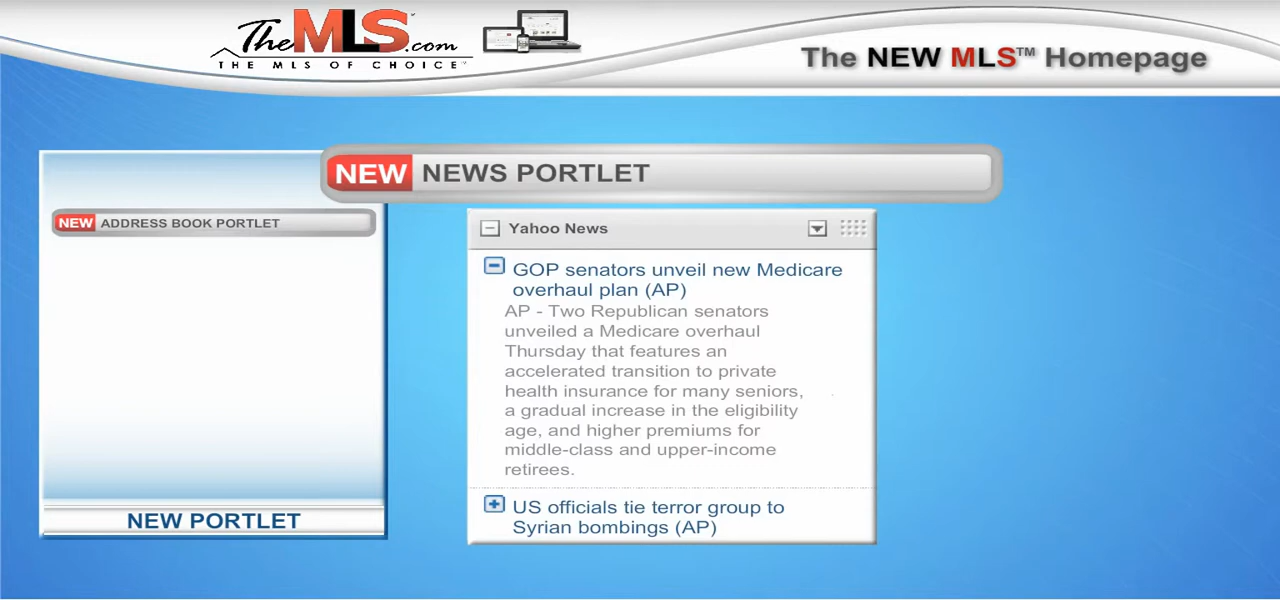 TheMLS.com
THE MLS OF CHOICE™
The NEW MLS™ Homepage
NEW NEWS PORTLET
NEW ADDRESS BOOK PORTLET
Yahoo News
GOP senators unveil new Medicare
overhaul plan (AP)
AP - Two Republican senators
unveiled a Medicare overhaul
Thursday that features an
accelerated transition to private
health insurance for many seniors,
a gradual increase in the eligibility
age, and higher premiums for
middle-class and upper-income
retirees.
US officials tie terror group to
Syrian bombings (AP)
NEW PORTLET